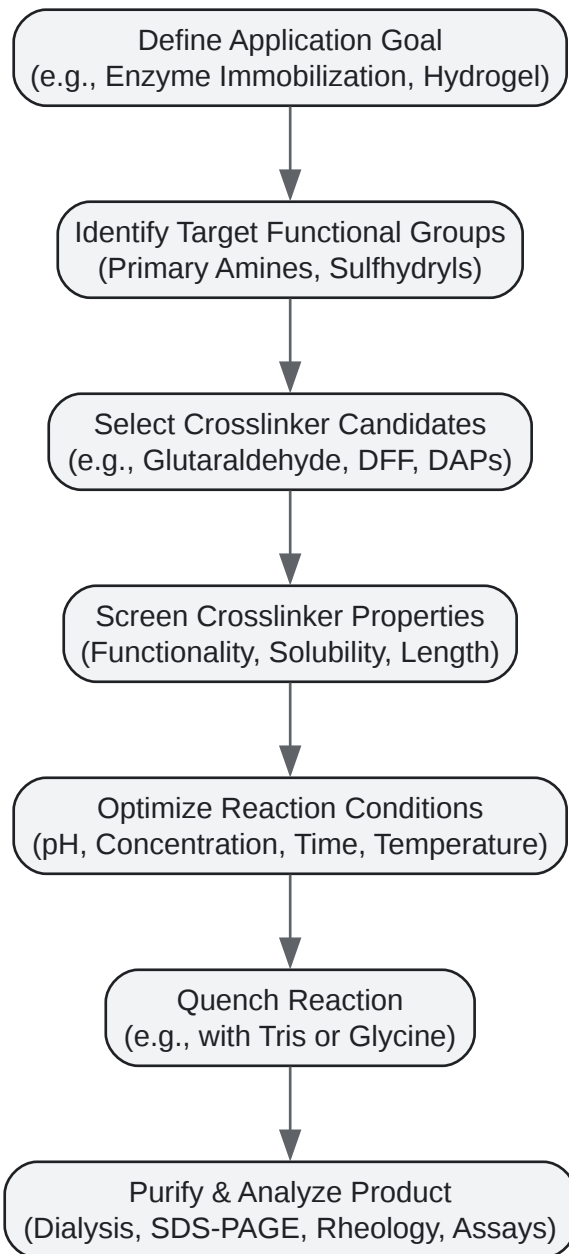 Define Application Goal
(e.g., Enzyme Immobilization, Hydrogel)
Identify Target Functional Groups
(Primary Amines, Sulfhydryls)
Select Crosslinker Candidates
(e.g., Glutaraldehyde, DFF, DAPs)
Screen Crosslinker Properties
(Functionality, Solubility, Length)
Optimize Reaction Conditions
(pH, Concentration, Time, Temperature)
Quench Reaction
(e.g., with Tris or Glycine)
Purify & Analyze Product
(Dialysis, SDS-PAGE, Rheology, Assays)